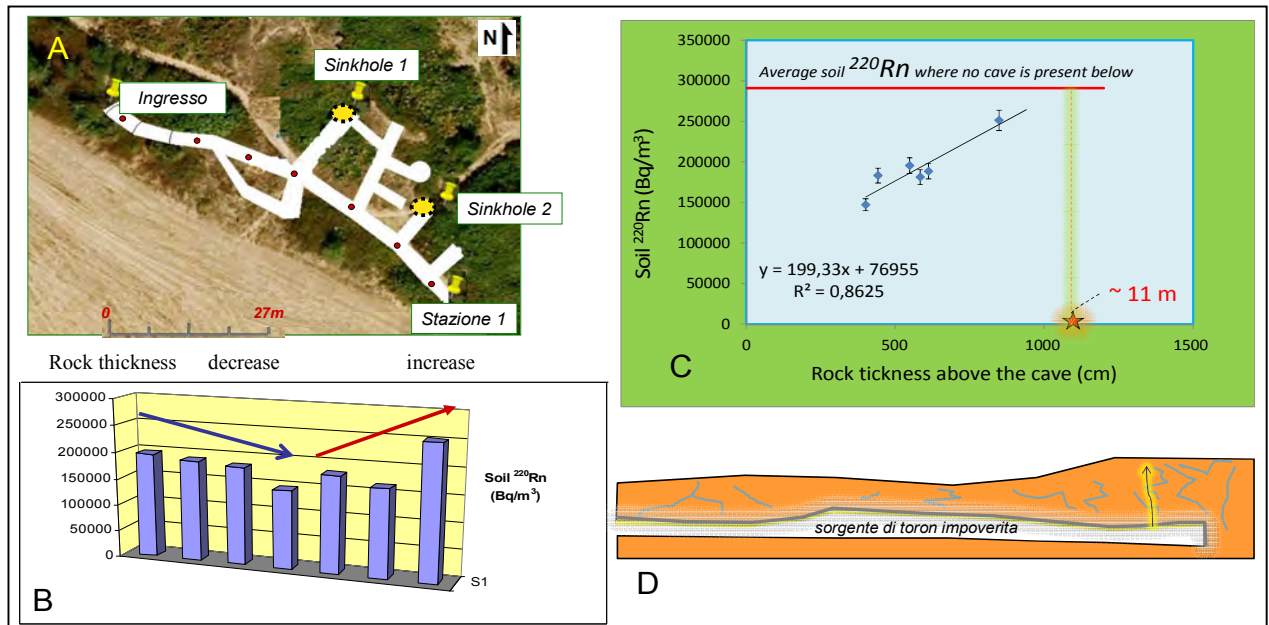 A
N
Sinkhole 1
Ingresso
Sinkhole 2
Stazione 1
0
27m
Rock thickness decrease increase
B
300000
250000
200000
150000
100000
50000
0
Soil ²²⁰Rn
(Bq/m³)
S1
C
350000
300000
250000
200000
150000
100000
50000
0
Soil ²²⁰Rn (Bq/m³)
Average soil ²²⁰Rn where no cave is present below
y = 199,33x + 76955
R² = 0,8625
~ 11 m
0
500
1000
1500
Rock tickness above the cave (cm)
sorgente di toron impoverita
D